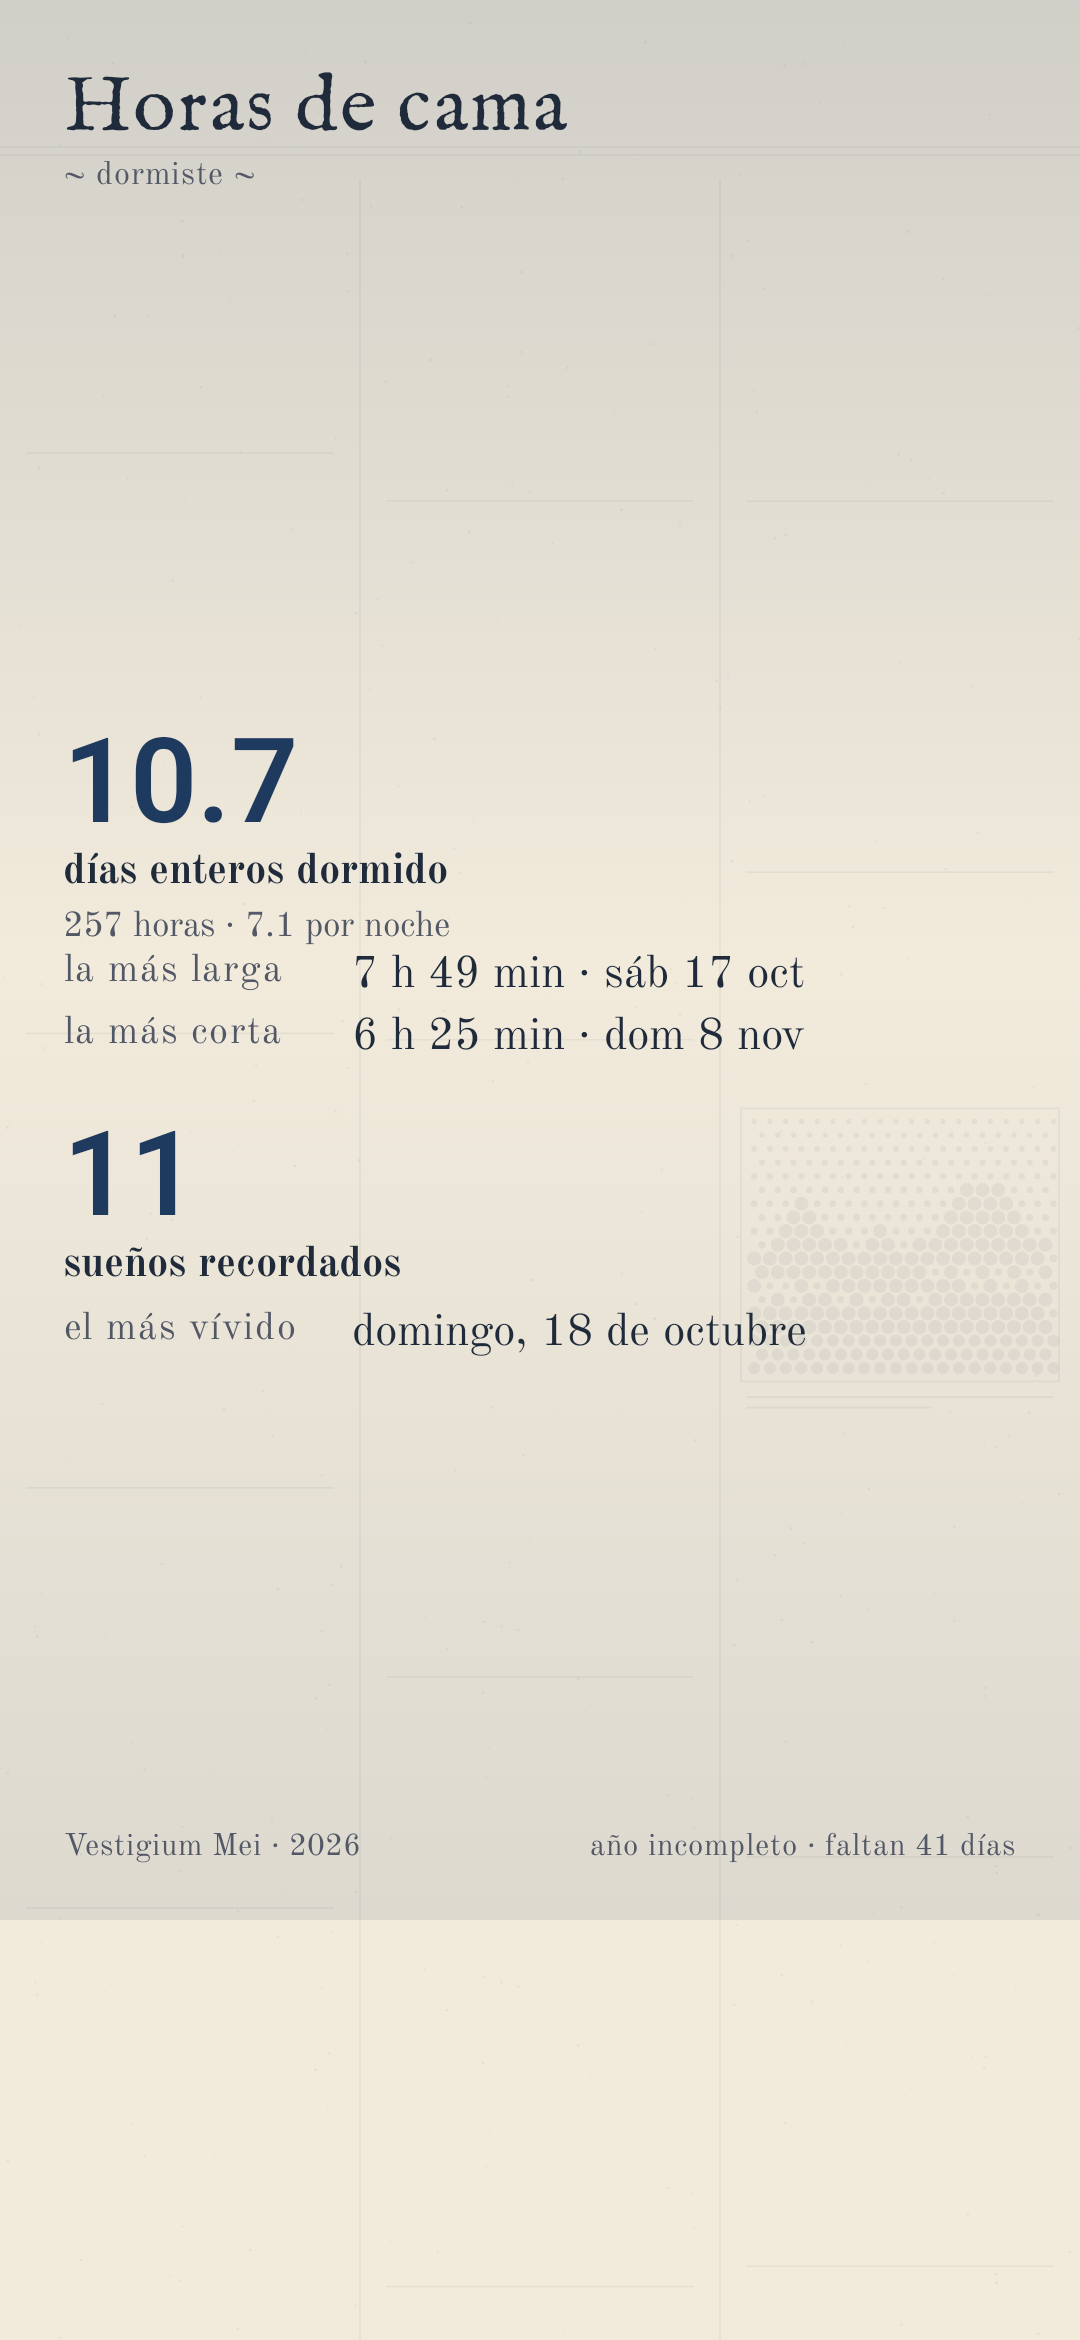 Horas de cama
~ dormiste ~
10.7
días enteros dormido
257 horas · 7.1 por noche
la más larga 7 h 49 min · sáb 17 oct
la más corta 6 h 25 min · dom 8 nov
11
sueños recordados
el más vívido domingo, 18 de octubre
Vestigium Mei · 2026 año incompleto · faltan 41 días